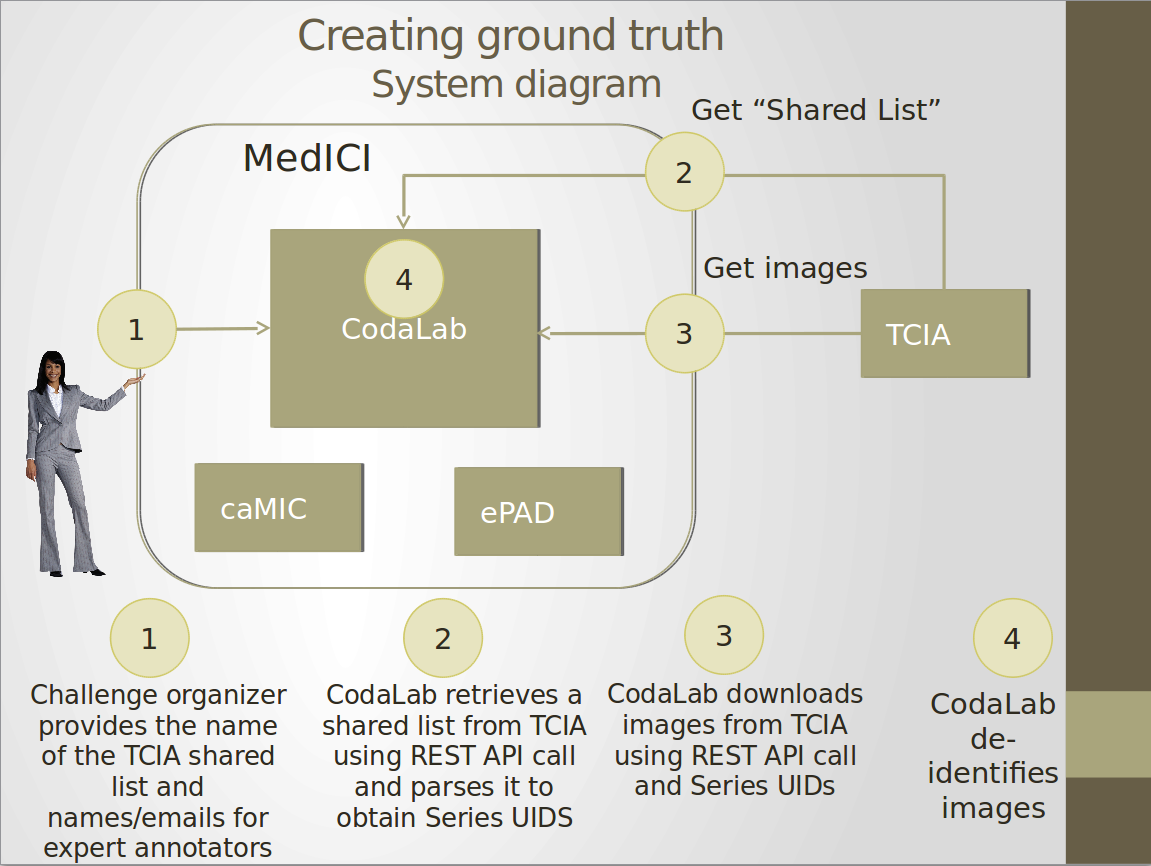 Creating ground truth
System diagram
Get “Shared List”
MedICI
2
4
Get images
1
CodaLab
3
TCIA
caMIC
ePAD
1
Challenge organizer
provides the name
of the TCIA shared
list and
names/emails for
expert annotators
2
CodaLab retrieves a
shared list from TCIA
using REST API call
and parses it to
obtain Series UIDS
3
CodaLab downloads
images from TCIA
using REST API call
and Series UIDs
4
CodaLab
de-
identifies
images